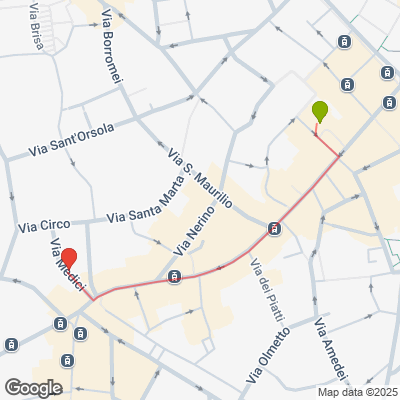 Via Brisa
Via Borromei
Via Sant'Orsola
Via S. Maurilio
Via Santa Marta
Via Circo
Via Nerino
Via Medici
Via dei Piatti
Via Olmetto
Via Amedei
Google
Map data ©2025